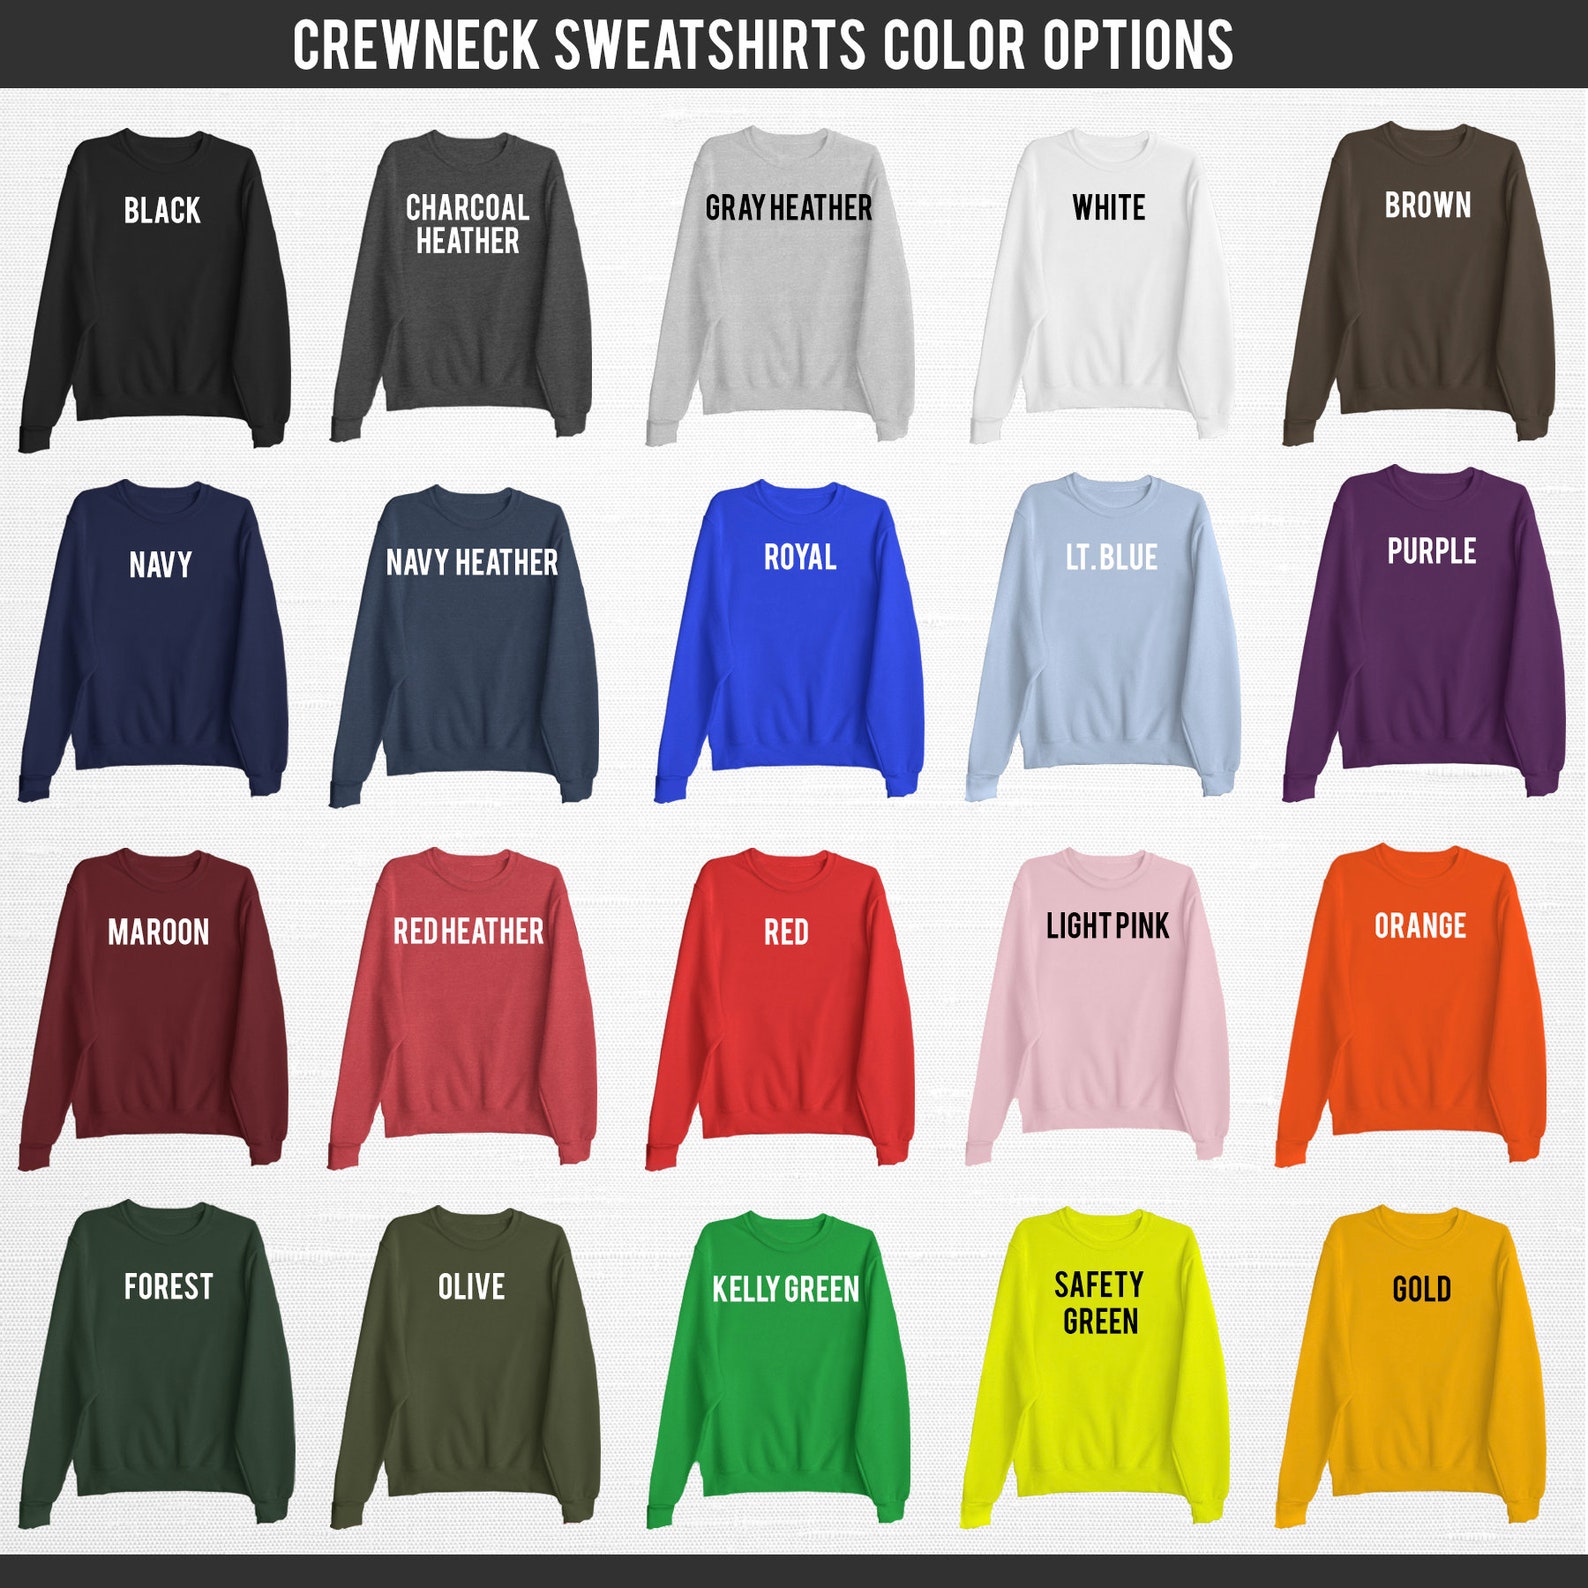 CREWNECK SWEATSHIRTS COLOR OPTIONS
BLACK
CHARCOAL
HEATHER
GRAY HEATHER
WHITE
BROWN
NAVY
NAVY HEATHER
ROYAL
LT. BLUE
PURPLE
MAROON
RED HEATHER
RED
LIGHT PINK
ORANGE
FOREST
OLIVE
KELLY GREEN
SAFETY
GREEN
GOLD